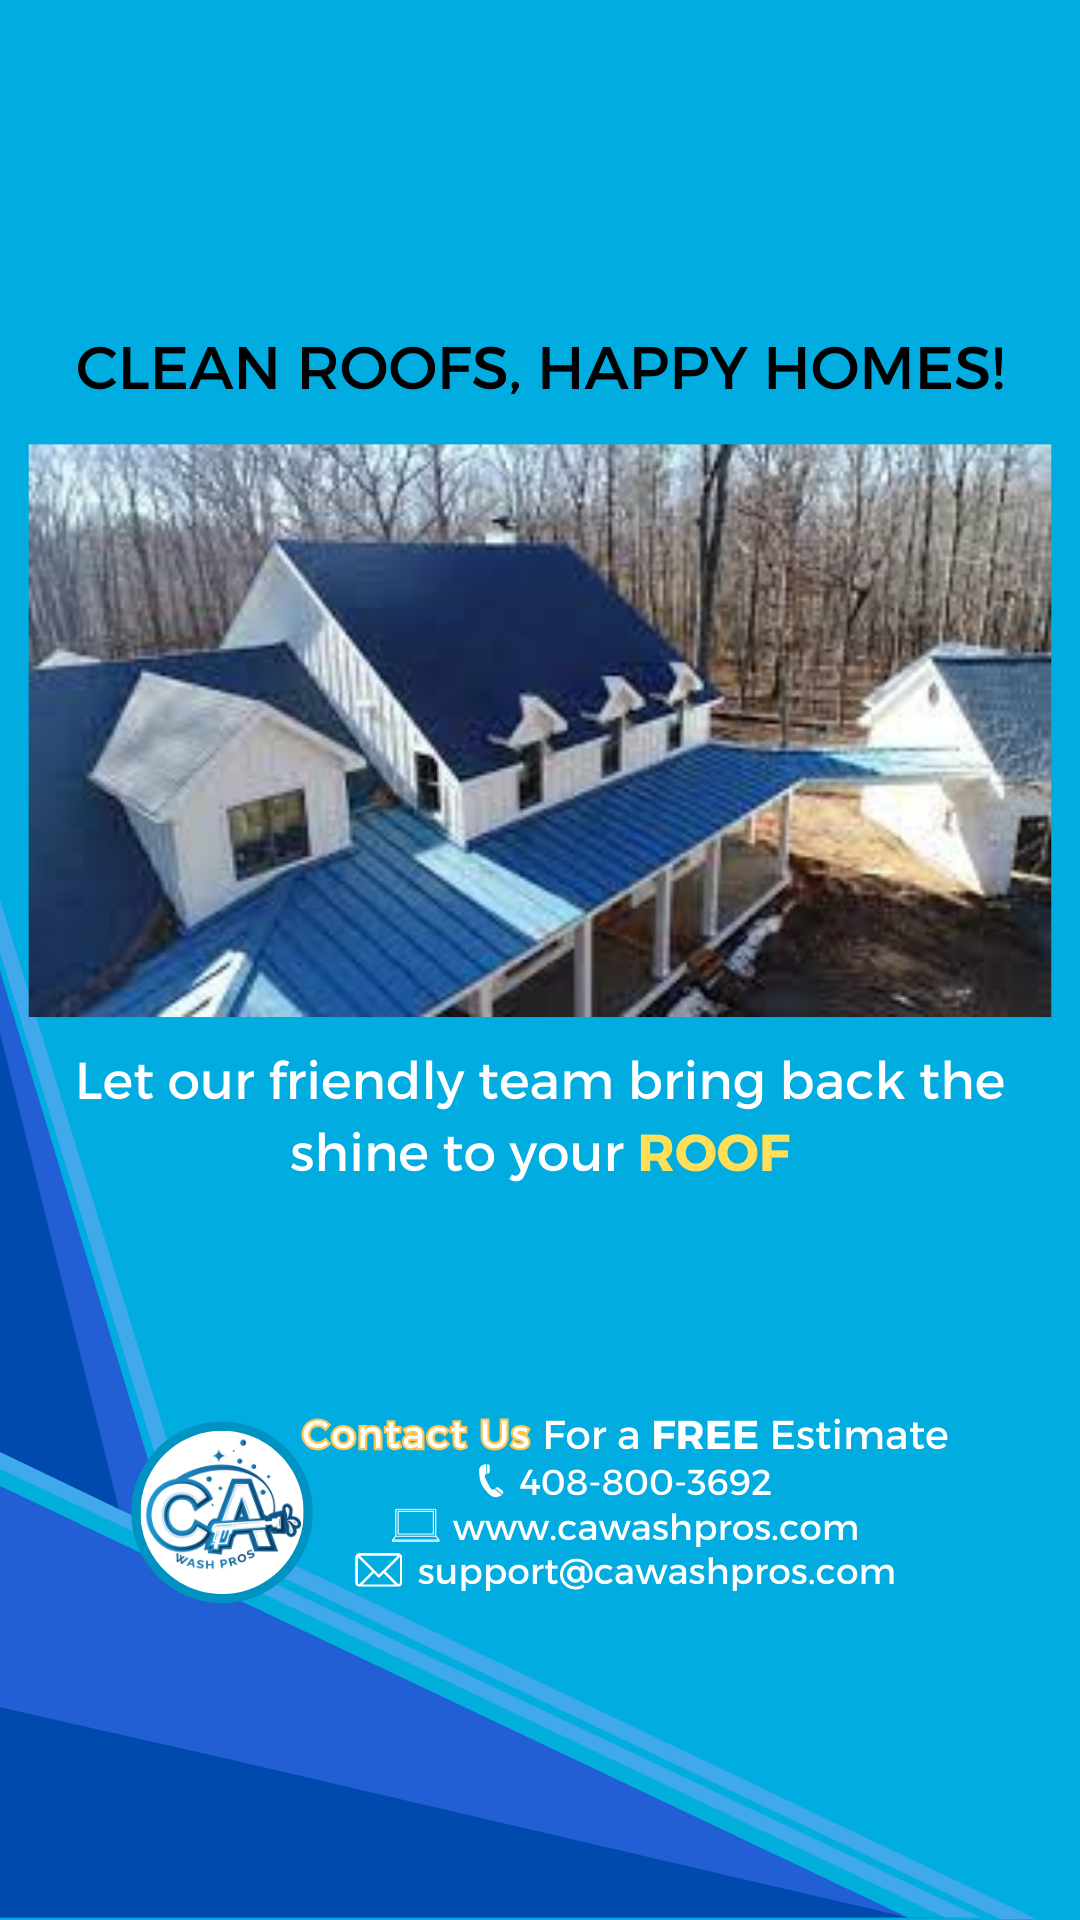 CLEAN ROOFS, HAPPY HOMES!
Let our friendly team bring back the
shine to your ROOF
Contact Us For a FREE Estimate
408-800-3692
www.cawashpros.com
support@cawashpros.com
CA
WASH PROS